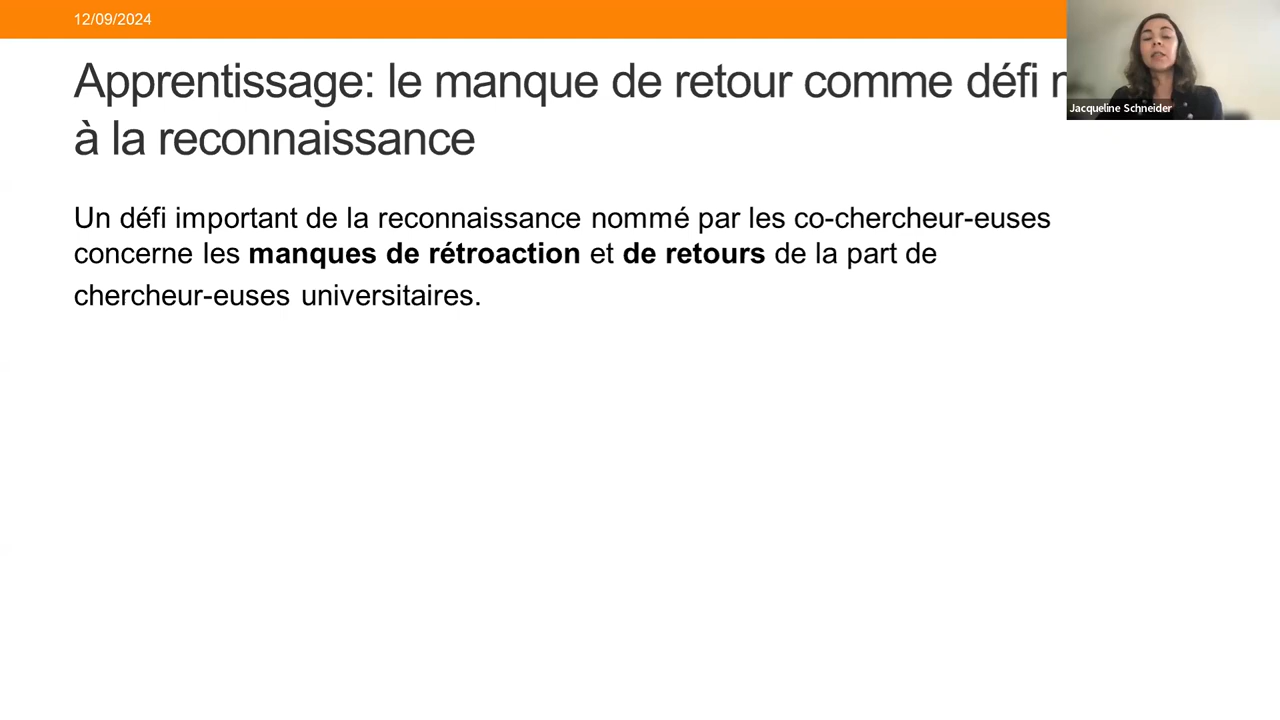 12/09/2024
Apprentissage: le manque de retour comme défi
à la reconnaissance
Jacqueline Schneider
Un défi important de la reconnaissance nommé par les co-chercheur-euses
concerne les manques de rétroaction et de retours de la part de
chercheur-euses universitaires.